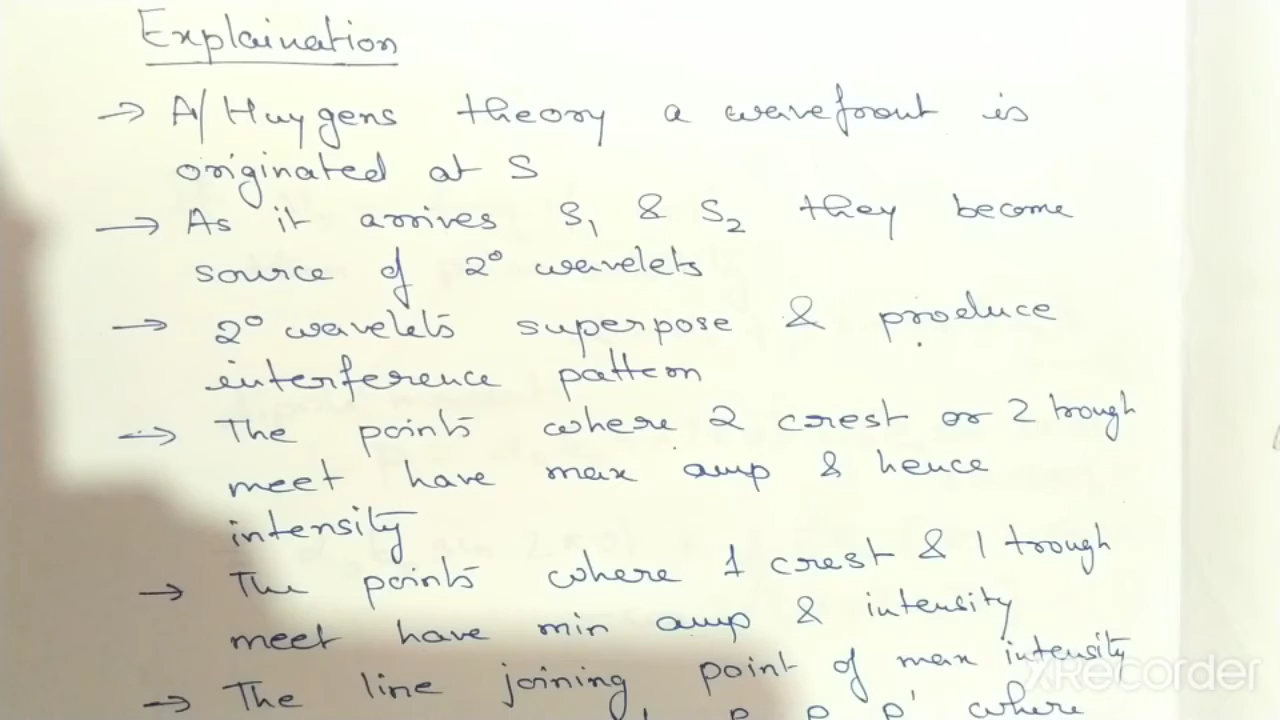 Explaination
→ A/ Huygens theory a wavefront is
originated at S
→ As it arrives S₁ & S₂ they become
source of 2° wavelets
→ 2° wavelets superpose & produce
interference pattern
→ The points where 2 crest or 2 trough
meet have max amp & hence
intensity
→ The points where 1 crest & 1 trough
meet have min amp & intensity
→ The line joining point of max intensity
where
XRecorder